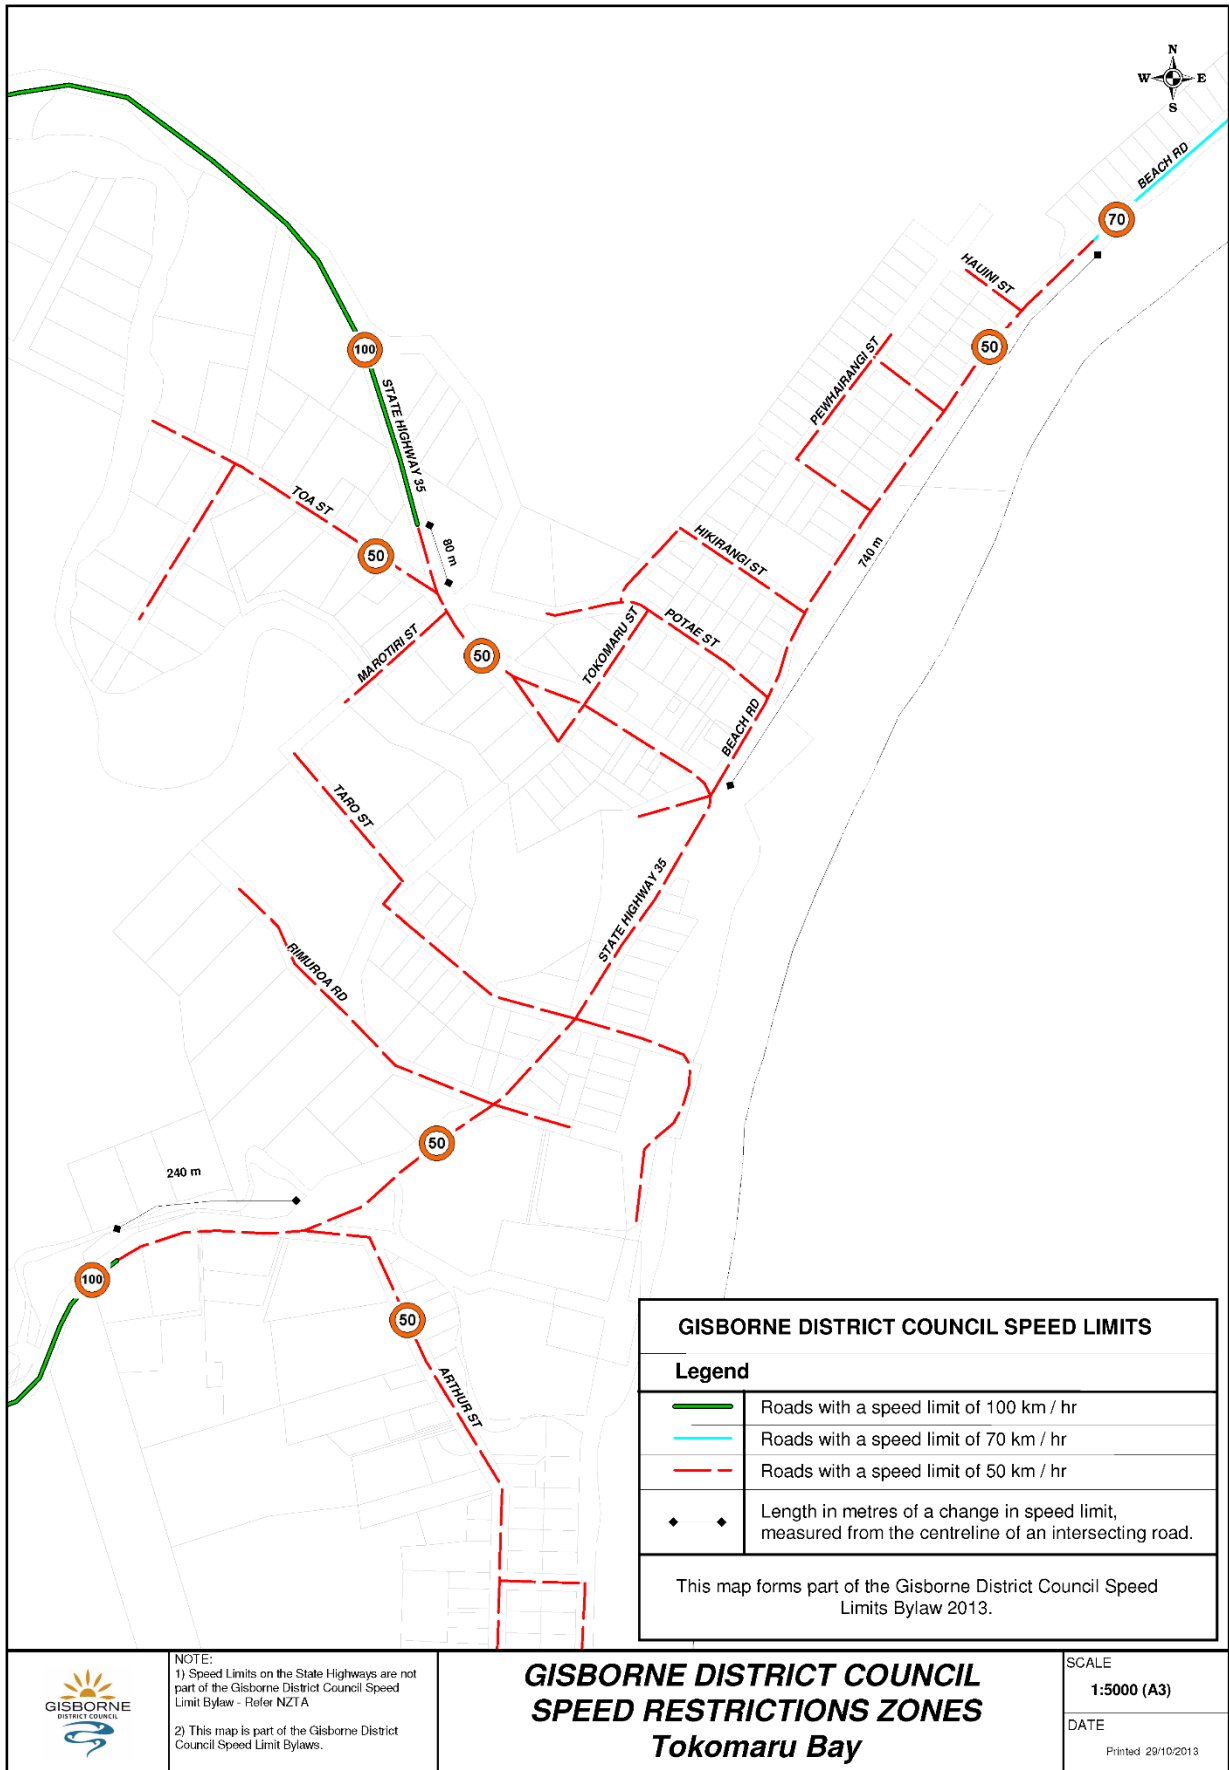 N
W E
S
BEACH RD
70
HAUINI ST
50
PEWHAIRANGI ST
100
STATE HIGHWAY 35
TOA ST
50
80 m
HIKIRANGI ST
740 m
MAROTIRI ST
50
TOKOMARU ST
POTAE ST
BEACH RD
TARO ST
STATE HIGHWAY 35
RIMUROA RD
50
240 m
100
50
ARTHUR ST
GISBORNE DISTRICT COUNCIL SPEED LIMITS
Legend
Roads with a speed limit of 100 km / hr
Roads with a speed limit of 70 km / hr
Roads with a speed limit of 50 km / hr
Length in metres of a change in speed limit,
measured from the centreline of an intersecting road.
This map forms part of the Gisborne District Council Speed
Limits Bylaw 2013.
GISBORNE
DISTRICT COUNCIL
NOTE:
1) Speed Limits on the State Highways are not
part of the Gisborne District Council Speed
Limit Bylaw - Refer NZTA
2) This map is part of the Gisborne District
Council Speed Limit Bylaws.
GISBORNE DISTRICT COUNCIL
SPEED RESTRICTIONS ZONES
Tokomaru Bay
SCALE
1:5000 (A3)
DATE
Printed 29/10/2013